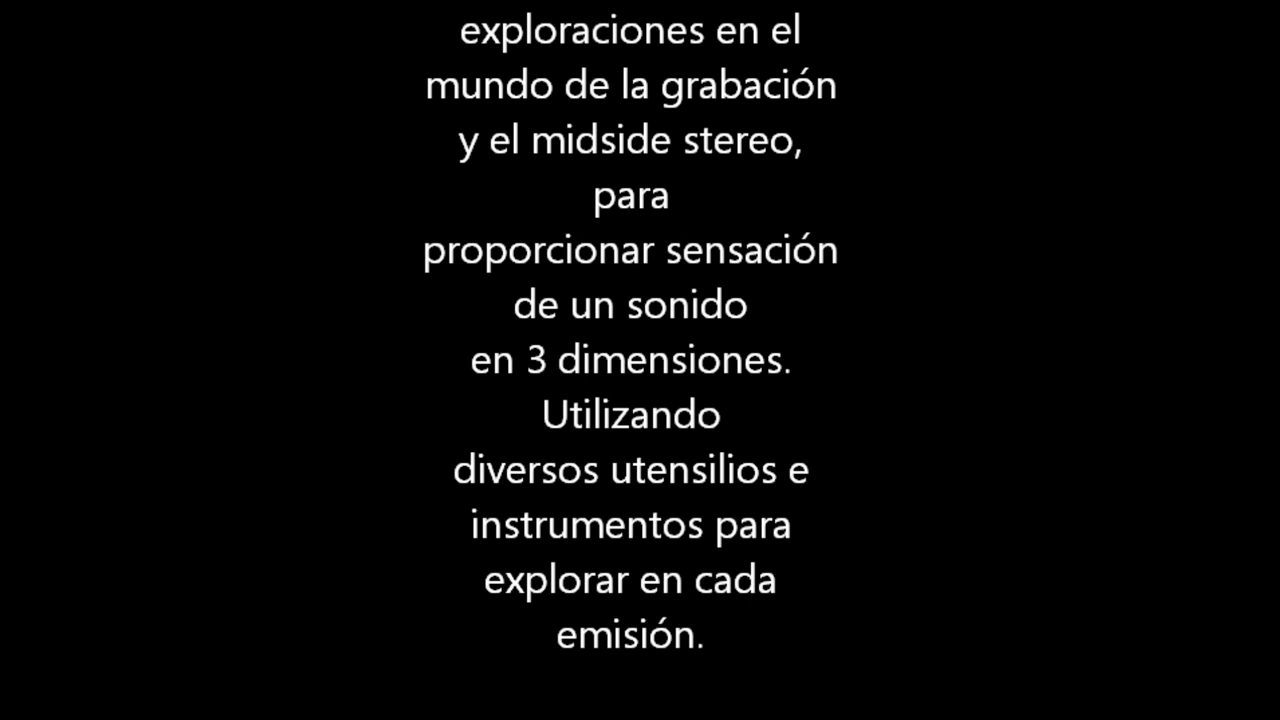 exploraciones en el
mundo de la grabación
y el midside stereo,
para
proporcionar sensación
de un sonido
en 3 dimensiones.
Utilizando
diversos utensilios e
instrumentos para
explorar en cada
emisión.